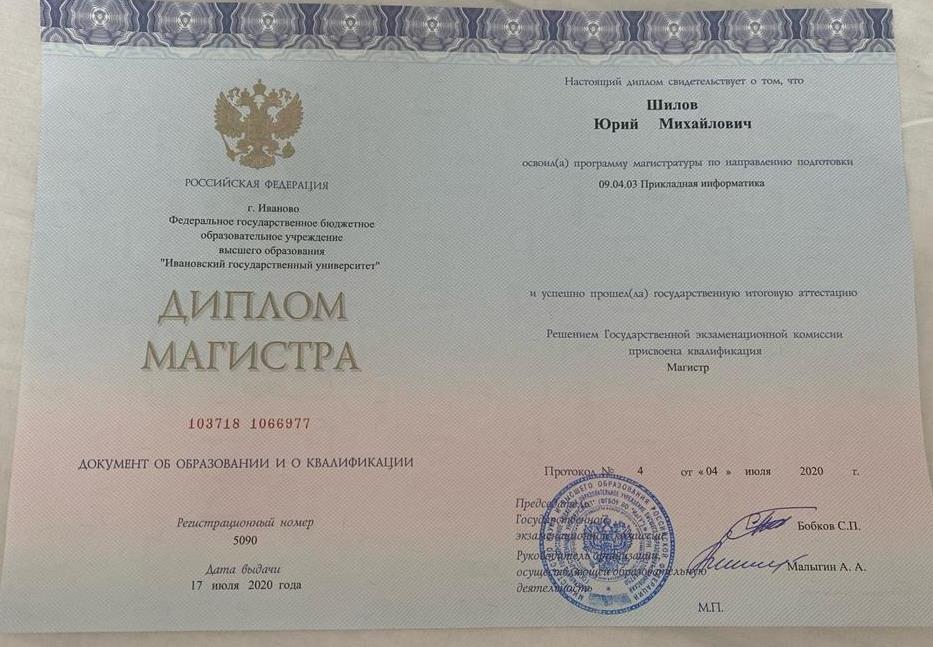 РОССИЙСКАЯ ФЕДЕРАЦИЯ
г. Иваново
Федеральное государственное бюджетное
образовательное учреждение
высшего образования
"Ивановский государственный университет"
ДИПЛОМ
МАГИСТРА
103718 1066977
ДОКУМЕНТ ОБ ОБРАЗОВАНИИ И О КВАЛИФИКАЦИИ
Регистрационный номер
5090
Дата выдачи
17 июля 2020 года
Настоящий диплом свидетельствует о том, что
Шилов
Юрий Михайлович
освоил(а) программу магистратуры по направлению подготовки
09.04.03 Прикладная информатика
и успешно прошел(ла) государственную итоговую аттестацию
Решением Государственной экзаменационной комиссии
присвоена квалификация
Магистр
Протокол № 4 от « 04 » июля 2020 г.
Председатель
Государственной
экзаменационной комиссии
Бобков С.П.
Руководитель организации,
осуществляющей образовательную
деятельность
Малыгин А. А.
М.П.